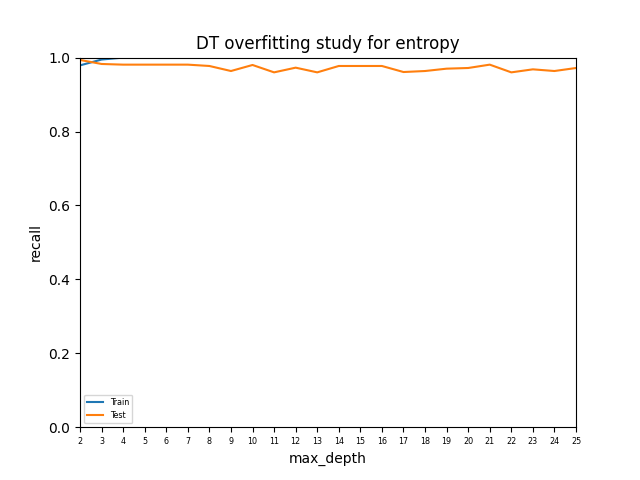 DT overfitting study for entropy
1.0
0.8
0.6
0.4
0.2
0.0
recall
Train
Test
2 3 4 5 6 7 8 9 10 11 12 13 14 15 16 17 18 19 20 21 22 23 24 25
max_depth